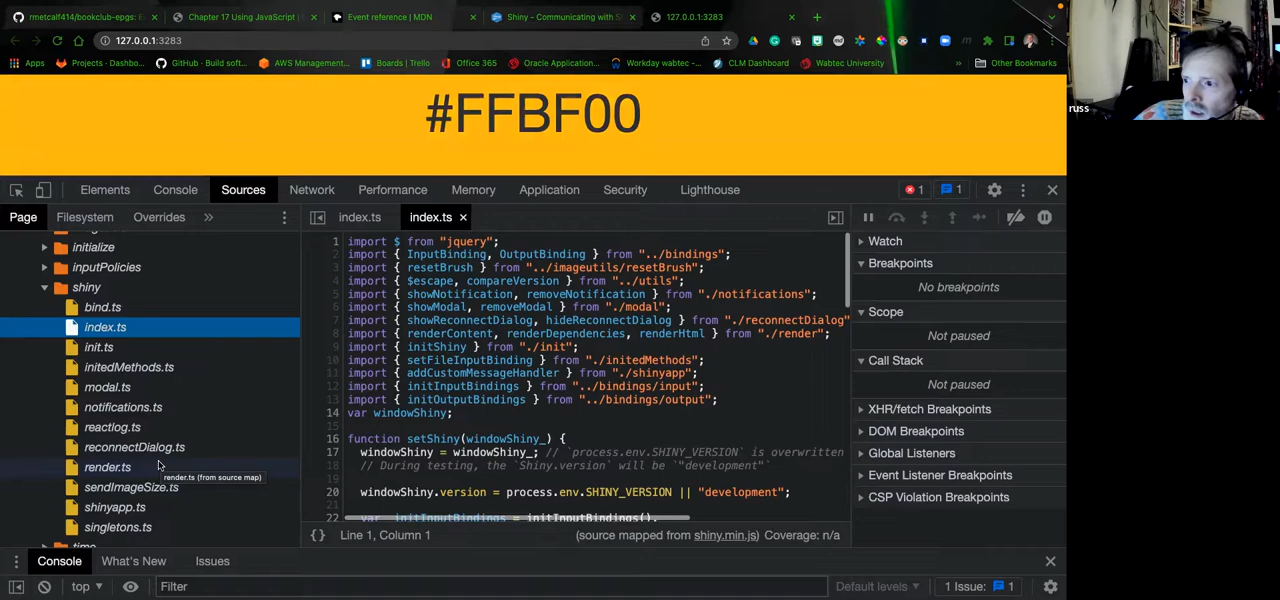 rmetcalf414/bookclub-epgs: E
Chapter 17 Using JavaScript
Event reference | MDN
Shiny - Communicating with S
127.0.0.1:3283
127.0.0.1:3283
Apps
Projects · Dashbo...
GitHub · Build soft...
AWS Management...
Boards | Trello
Office 365
Oracle Application...
Workday wabtec...
CLM Dashboard
Wabtec University
»
Other Bookmarks
russ
#FFBF00
Elements
Console
Sources
Network
Performance
Memory
Application
Security
Lighthouse
1
1
Page
Filesystem
Overrides
»
index.ts
index.ts
initialize
inputPolicies
shiny
bind.ts
index.ts
init.ts
initedMethods.ts
modal.ts
notifications.ts
reactlog.ts
reconnectDialog.ts
render.ts
render.ts (from source map)
sendImageSize.ts
shinyapp.ts
singletons.ts
time
1 import $ from "jquery";
2 import { InputBinding, OutputBinding } from "../bindings";
3 import { resetBrush } from "../imageutils/resetBrush";
4 import { $escape, compareVersion } from "../utils";
5 import { showNotification, removeNotification } from "./notifications";
6 import { showModal, removeModal } from "./modal";
7 import { showReconnectDialog, hideReconnectDialog } from "./reconnectDialog"
8 import { renderContent, renderDependencies, renderHtml } from "./render";
9 import { initShiny } from "./init";
10 import { setFileInputBinding } from "./initedMethods";
11 import { addCustomMessageHandler } from "./shinyapp";
12 import { initInputBindings } from "../bindings/input";
13 import { initOutputBindings } from "../bindings/output";
14 var windowShiny;
16 function setShiny(windowShiny_) {
17 windowShiny = windowShiny_; // `process.env.SHINY_VERSION` is overwritten
18 // During testing, the `Shiny.version` will be `"development"`
20 windowShiny.version = process.env.SHINY_VERSION || "development";
22 var _initInputBindings = initInputBindings(),
{} Line 1, Column 1
(source mapped from shiny.min.js) Coverage: n/a
Watch
Breakpoints
No breakpoints
Scope
Not paused
Call Stack
Not paused
XHR/fetch Breakpoints
DOM Breakpoints
Global Listeners
Event Listener Breakpoints
CSP Violation Breakpoints
Console
What's New
Issues
top
Filter
Default levels
1 Issue: 1